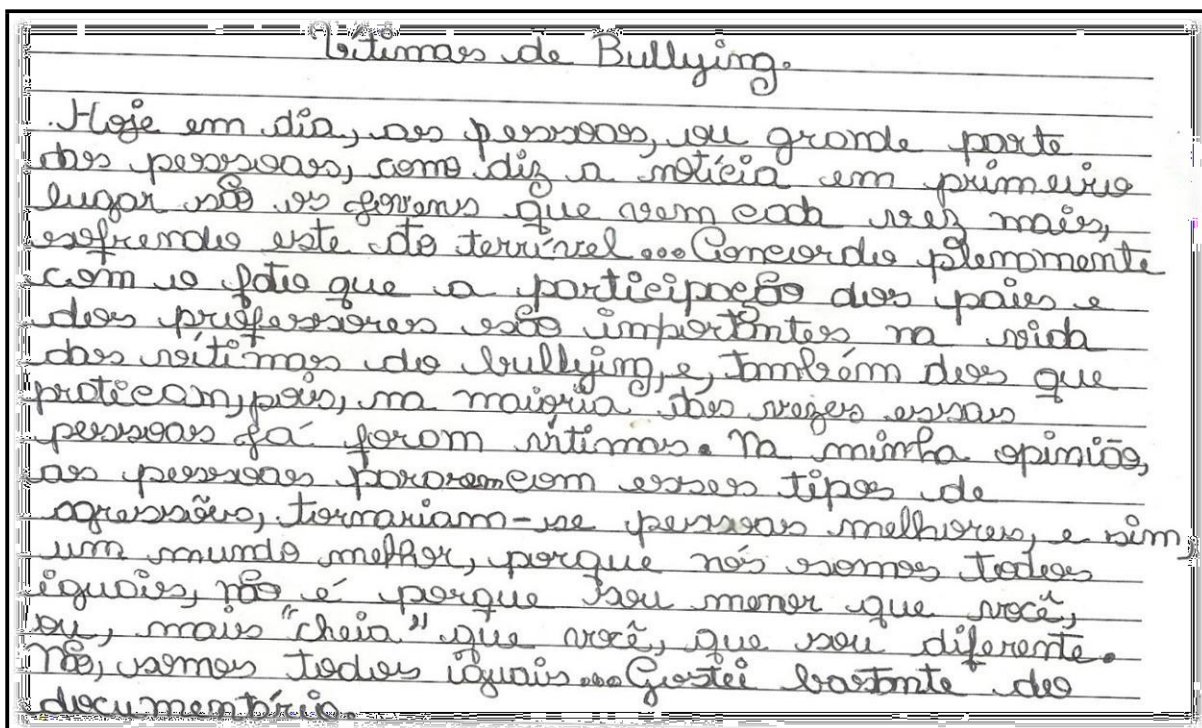 Vítimas de Bullying.
Hoje em dia, as pessoas, ou grande parte
das pessoas, como diz a notícia em primeiro
lugar são os jovens que vem cada vez mais,
sofrendo este ato terrível... Concordo plenamente
com o fato que a participação dos pais e
dos professores são importantes na vida
das vítimas do bullying, e, também dos que
praticam, pois, na maioria das vezes essas
pessoas já foram vítimas. Na minha opinião,
as pessoas pararem com esses tipos de
agressões, tornariam-se pessoas melhores, e sim,
um mundo melhor, porque nós somos todos
iguais, não é porque sou menor que você,
ou, mais "cheia" que você, que sou diferente.
Não, somos todos iguais... Gostei bastante do
documentário.